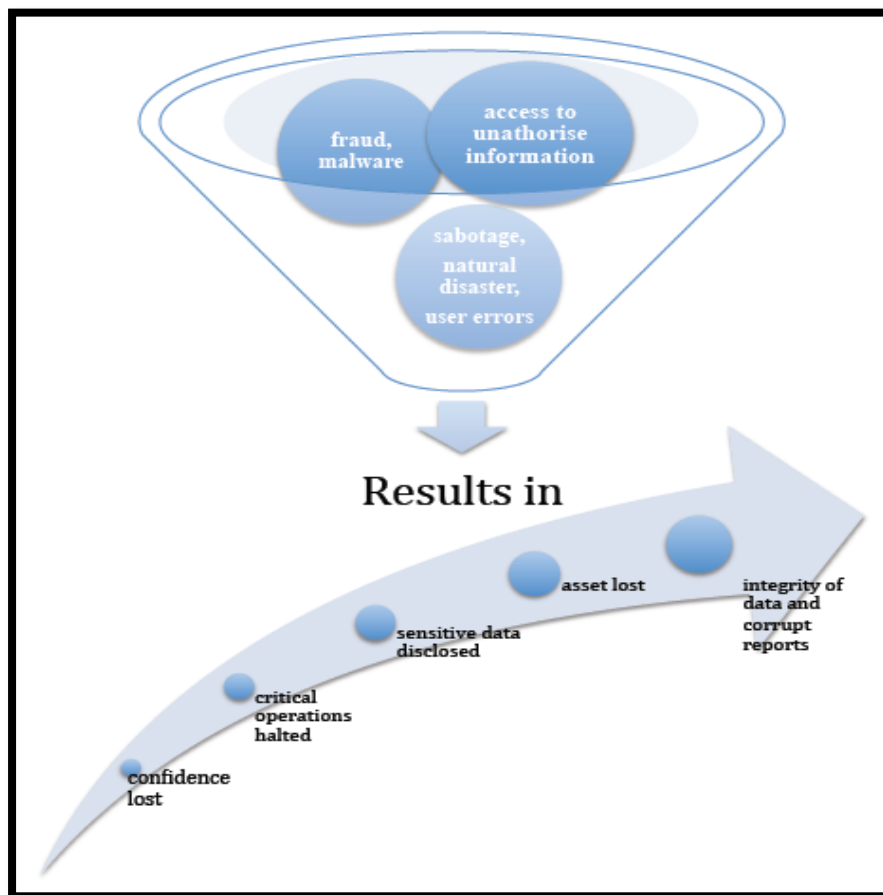 fraud,
malware
access to
unathorise
information
sabotage,
natural
disaster,
user errors
Results in
confidence
lost
critical
operations
halted
sensitive data
disclosed
asset lost
integrity of
data and
corrupt
reports